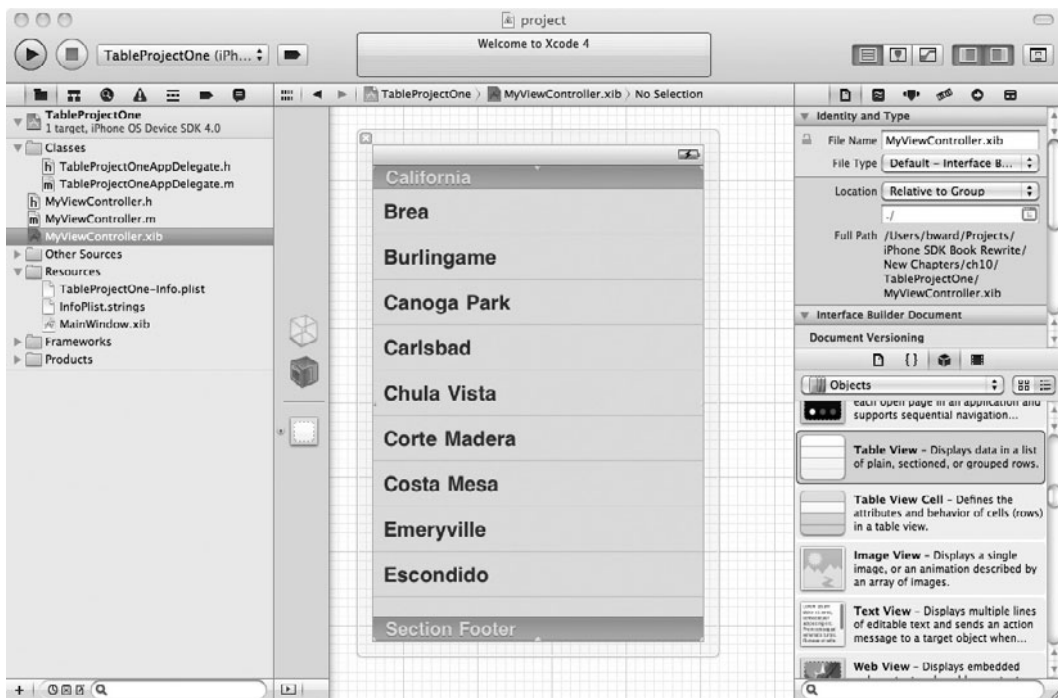 project
TableProjectOne (iPh...
Welcome to Xcode 4
TableProjectOne
MyViewController.xib
No Selection
TableProjectOne
1 target, iPhone OS Device SDK 4.0
Classes
h TableProjectOneAppDelegate.h
m TableProjectOneAppDelegate.m
h MyViewController.h
m MyViewController.m
MyViewController.xib
Other Sources
Resources
TableProjectOne-Info.plist
InfoPlist.strings
MainWindow.xib
Frameworks
Products
California
Brea
Burlingame
Canoga Park
Carlsbad
Chula Vista
Corte Madera
Costa Mesa
Emeryville
Escondido
Section Footer
Identity and Type
File Name MyViewController.xib
File Type Default – Interface B...
Location Relative to Group
./
Full Path /Users/bward/Projects/
iPhone SDK Book Rewrite/
New Chapters/ch10/
TableProjectOne/
MyViewController.xib
Interface Builder Document
Document Versioning
{}
Objects
each open page in an application and
supports sequential navigation...
Table View – Displays data in a list
of plain, sectioned, or grouped rows.
Table View Cell – Defines the
attributes and behavior of cells (rows)
in a table view.
Image View – Displays a single
image, or an animation described by
an array of images.
Text View – Displays multiple lines
of editable text and sends an action
message to a target object when...
Web View – Displays embedded